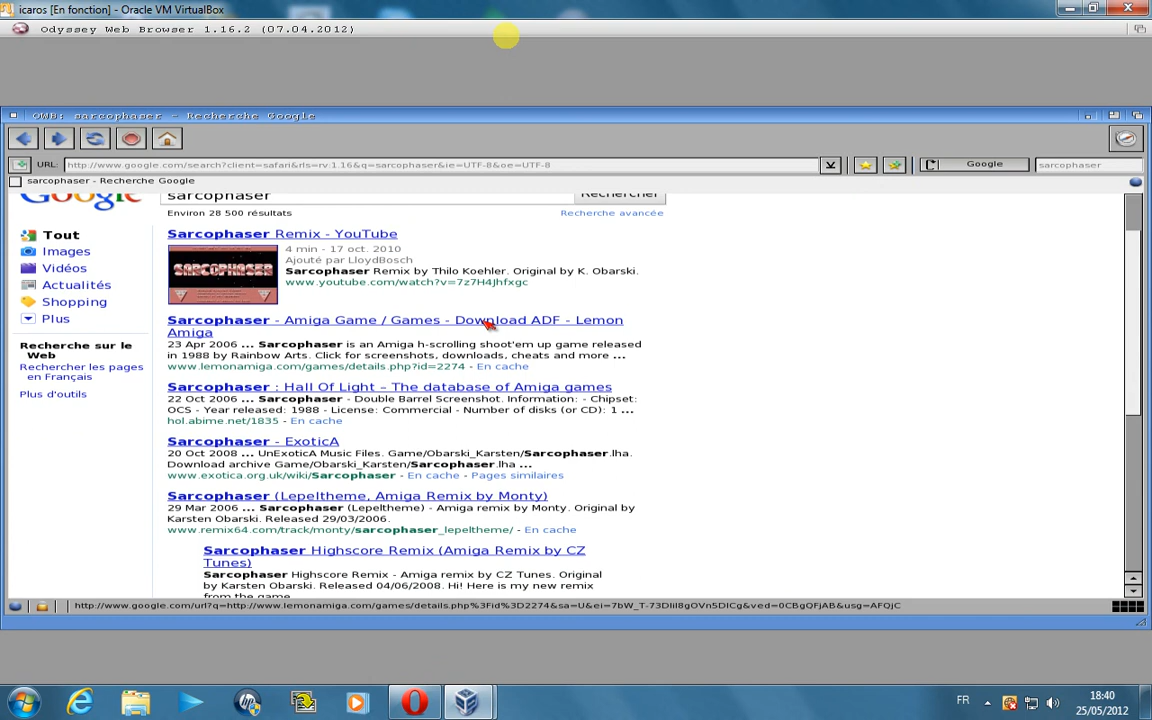 icaros [En fonction] - Oracle VM VirtualBox
Odyssey Web Browser 1.16.2 (07.04.2012)
OWB: sarcophaser - Recherche Google
URL: http://www.google.com/search?client=safari&rls=rv:1.16&q=sarcophaser&ie=UTF-8&oe=UTF-8
Google
sarcophaser
sarcophaser - Recherche Google
Google
sarcophaser
Rechercher
Environ 28 500 résultats
Recherche avancée
Tout
Images
Vidéos
Actualités
Shopping
Plus
Recherche sur le
Web
Rechercher les pages
en Français
Plus d'outils
Sarcophaser Remix - YouTube
SARCOPHASER
4 min - 17 oct. 2010
Ajouté par LloydBosch
Sarcophaser Remix by Thilo Koehler. Original by K. Obarski.
www.youtube.com/watch?v=7z7H4Jhfxgc
Sarcophaser - Amiga Game / Games - Download ADF - Lemon
Amiga
23 Apr 2006 ... Sarcophaser is an Amiga h-scrolling shoot'em up game released
in 1988 by Rainbow Arts. Click for screenshots, downloads, cheats and more ...
www.lemonamiga.com/games/details.php?id=2274 - En cache
Sarcophaser : Hall Of Light – The database of Amiga games
22 Oct 2006 ... Sarcophaser - Double Barrel Screenshot. Information: - Chipset:
OCS - Year released: 1988 - License: Commercial - Number of disks (or CD): 1 ...
hol.abime.net/1835 - En cache
Sarcophaser - ExoticA
20 Oct 2008 ... UnExoticA Music Files. Game/Obarski_Karsten/Sarcophaser.lha.
Download archive Game/Obarski_Karsten/Sarcophaser.lha ...
www.exotica.org.uk/wiki/Sarcophaser - En cache - Pages similaires
Sarcophaser (Lepeltheme, Amiga Remix by Monty)
29 Mar 2006 ... Sarcophaser (Lepeltheme) - Amiga remix by Monty. Original by
Karsten Obarski. Released 29/03/2006.
www.remix64.com/track/monty/sarcophaser_lepeltheme/ - En cache
Sarcophaser Highscore Remix (Amiga Remix by CZ
Tunes)
Sarcophaser Highscore Remix - Amiga remix by CZ Tunes. Original
by Karsten Obarski. Released 04/06/2008. Hi! Here is my new remix
from the game.
FR
18:40
25/05/2012